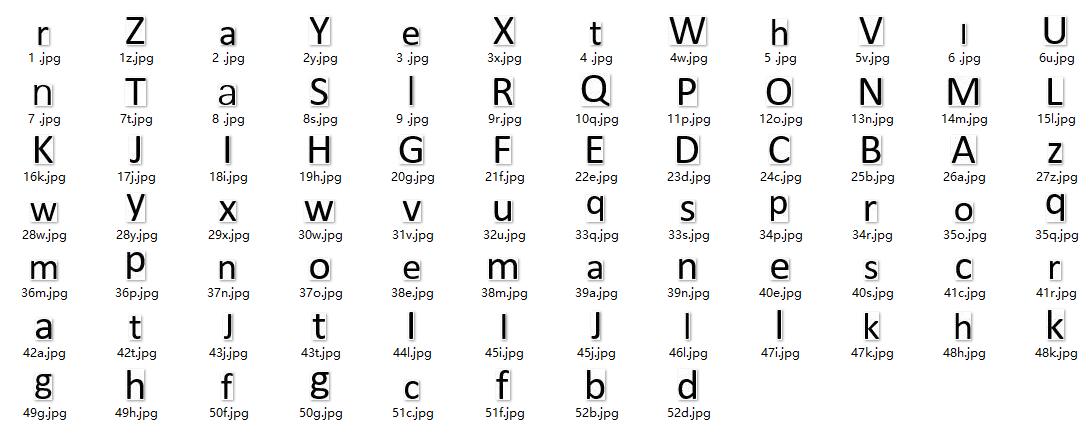 r Z a Y e X t W h V ı U
1 .jpg 1z.jpg 2 .jpg 2y.jpg 3 .jpg 3x.jpg 4 .jpg 4w.jpg 5 .jpg 5v.jpg 6 .jpg 6u.jpg
n T a S l R Q P O N M L
7 .jpg 7t.jpg 8 .jpg 8s.jpg 9 .jpg 9r.jpg 10q.jpg 11p.jpg 12o.jpg 13n.jpg 14m.jpg 15l.jpg
K J I H G F E D C B A z
16k.jpg 17j.jpg 18i.jpg 19h.jpg 20g.jpg 21f.jpg 22e.jpg 23d.jpg 24c.jpg 25b.jpg 26a.jpg 27z.jpg
w y x w v u q s p r o q
28w.jpg 28y.jpg 29x.jpg 30w.jpg 31v.jpg 32u.jpg 33q.jpg 33s.jpg 34p.jpg 34r.jpg 35o.jpg 35q.jpg
m p n o e m a n e s c r
36m.jpg 36p.jpg 37n.jpg 37o.jpg 38e.jpg 38m.jpg 39a.jpg 39n.jpg 40e.jpg 40s.jpg 41c.jpg 41r.jpg
a t J t l I J l l k h k
42a.jpg 42t.jpg 43j.jpg 43t.jpg 44l.jpg 45i.jpg 45j.jpg 46l.jpg 47i.jpg 47k.jpg 48h.jpg 48k.jpg
g h f g c f b d
49g.jpg 49h.jpg 50f.jpg 50g.jpg 51c.jpg 51f.jpg 52b.jpg 52d.jpg